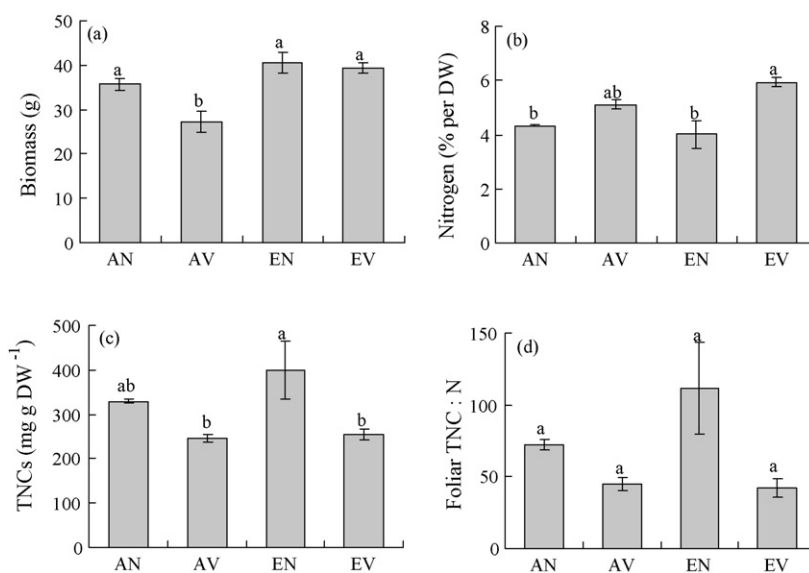 (a)
Biomass (g)
50
40
30
20
10
0
a
b
a
a
AN AV EN EV
(b)
Nitrogen (% per DW)
8
6
4
2
0
b
ab
b
a
AN AV EN EV
(c)
TNCs (mg g DW⁻¹)
500
400
300
200
100
0
ab
b
a
b
AN AV EN EV
(d)
Foliar TNC : N
150
100
50
0
a
a
a
a
AN AV EN EV